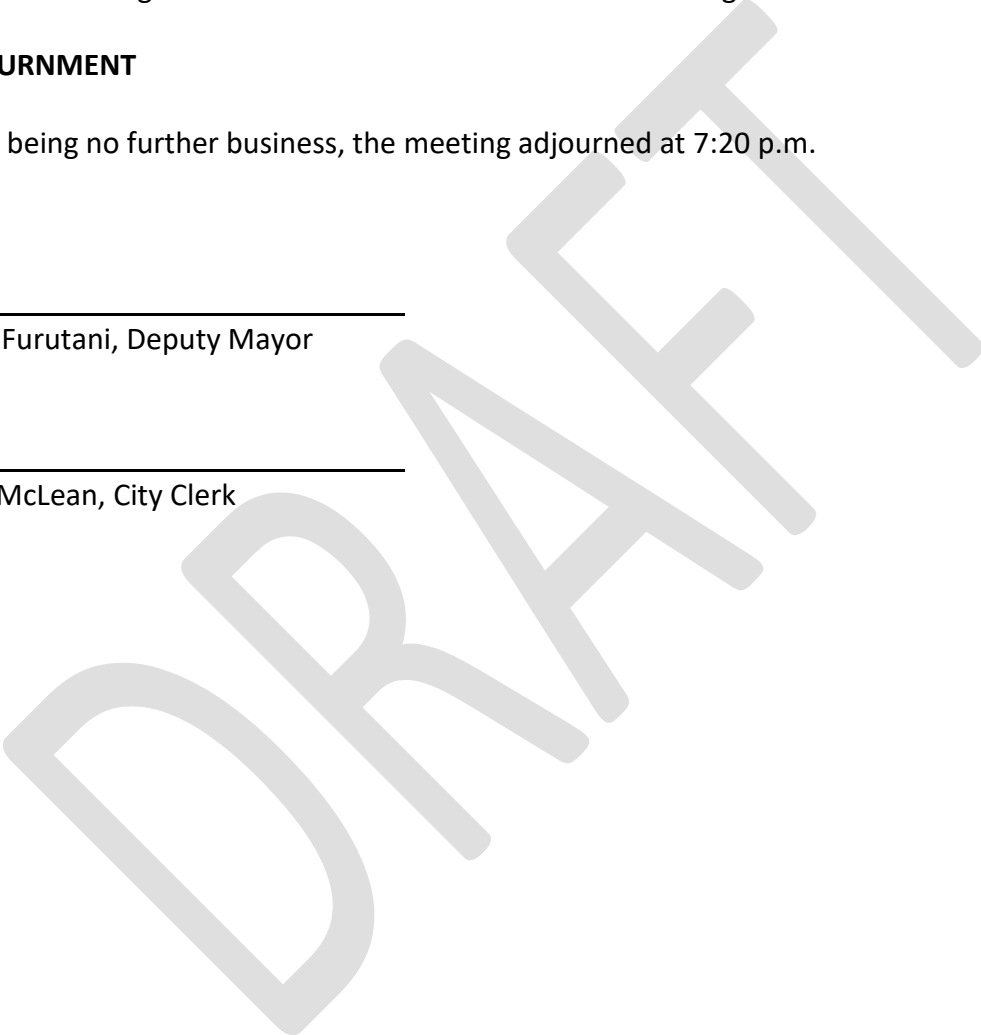 URNMENT
being no further business, the meeting adjourned at 7:20 p.m.
Furutani, Deputy Mayor
McLean, City Clerk
DRAFT